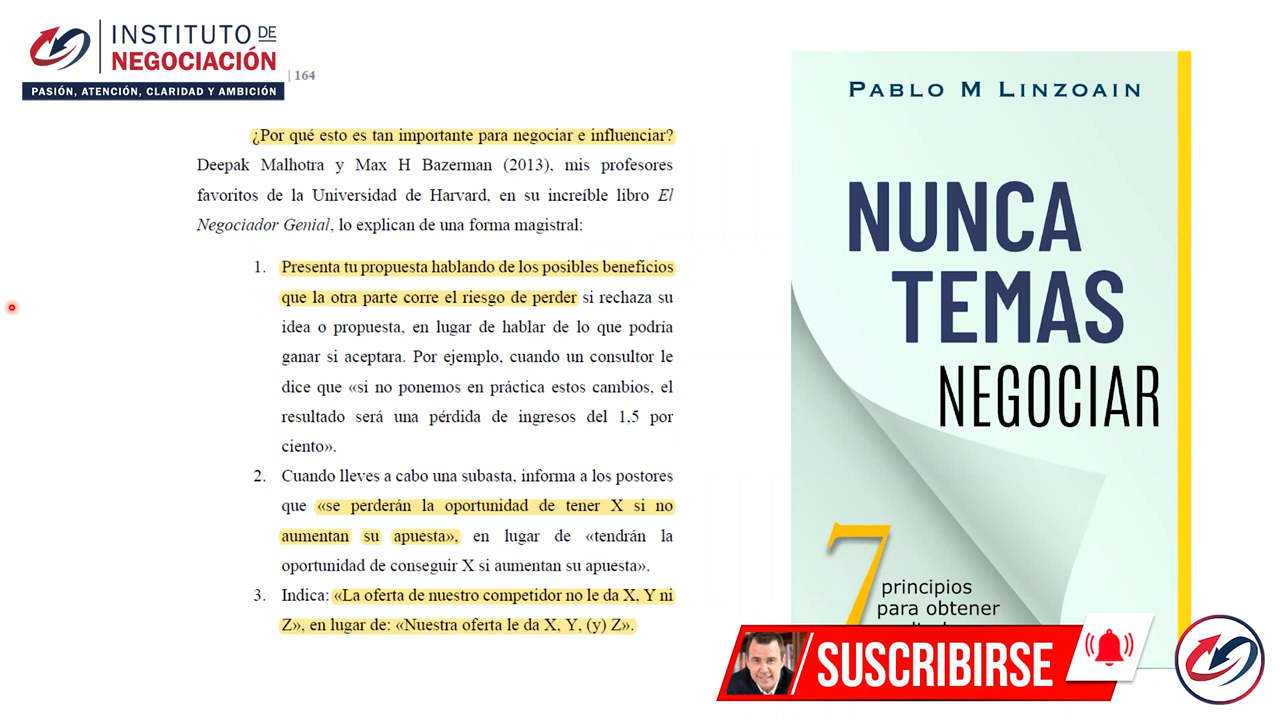 INSTITUTO DE
NEGOCIACIÓN
PASIÓN, ATENCIÓN, CLARIDAD Y AMBICIÓN
| 164
¿Por qué esto es tan importante para negociar e influenciar?
Deepak Malhotra y Max H Bazerman (2013), mis profesores
favoritos de la Universidad de Harvard, en su increíble libro El
Negociador Genial, lo explican de una forma magistral:
1. Presenta tu propuesta hablando de los posibles beneficios
que la otra parte corre el riesgo de perder si rechaza su
idea o propuesta, en lugar de hablar de lo que podría
ganar si aceptara. Por ejemplo, cuando un consultor le
dice que «si no ponemos en práctica estos cambios, el
resultado será una pérdida de ingresos del 1,5 por
ciento».
2. Cuando lleves a cabo una subasta, informa a los postores
que «se perderán la oportunidad de tener X si no
aumentan su apuesta», en lugar de «tendrán la
oportunidad de conseguir X si aumentan su apuesta».
3. Indica: «La oferta de nuestro competidor no le da X, Y ni
Z», en lugar de: «Nuestra oferta le da X, Y, (y) Z».
PABLO M LINZOAIN
NUNCA
TEMAS
NEGOCIAR
7
principios
para obtener
SUSCRIBIRSE